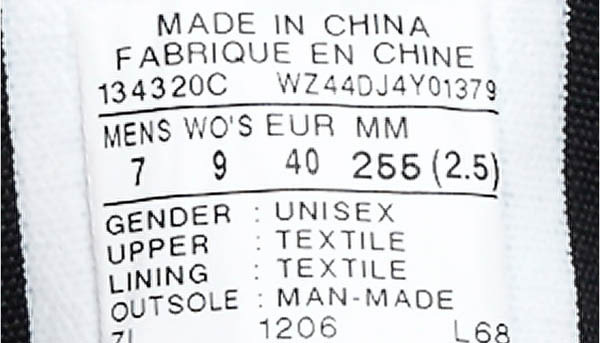 MADE IN CHINA
FABRIQUE EN CHINE
134320C WZ44DJ4Y01379
MENS WO'S EUR MM
7 9 40 255 (2.5)
GENDER : UNISEX
UPPER : TEXTILE
LINING : TEXTILE
OUTSOLE : MAN-MADE
1206 L68